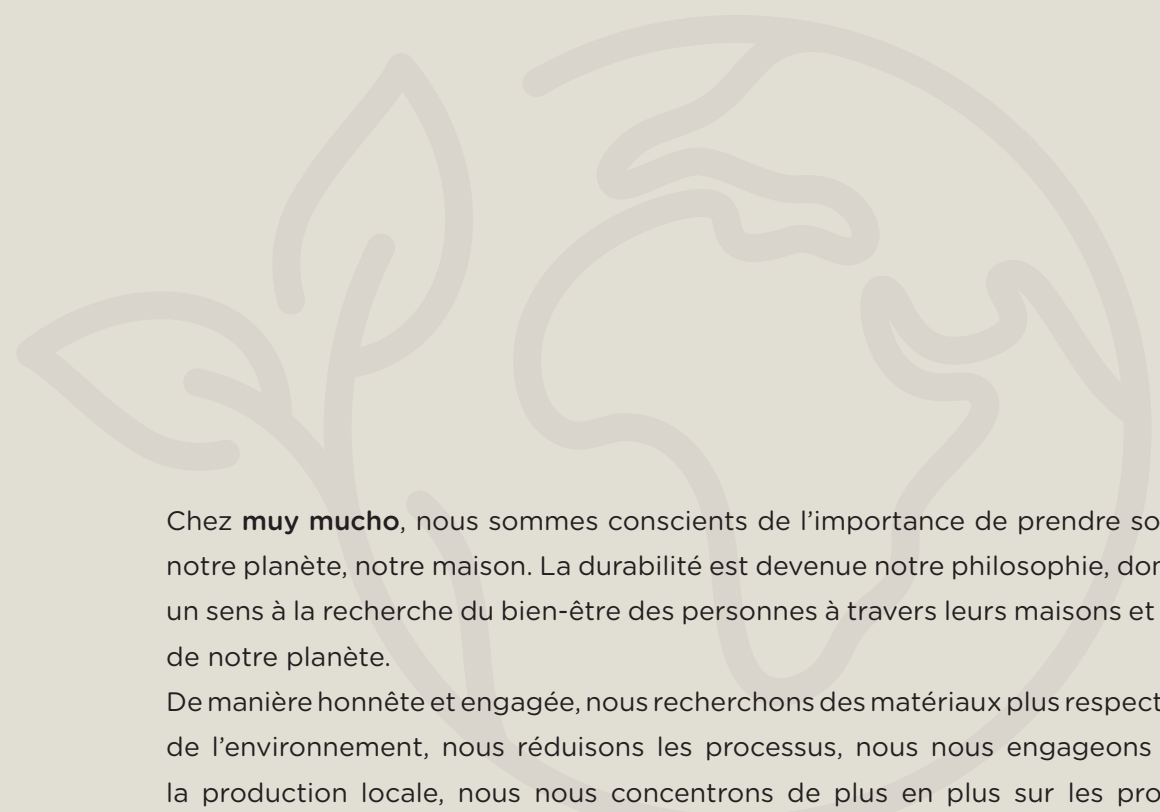 Chez muy mucho, nous sommes conscients de l’importance de prendre so
notre planète, notre maison. La durabilité est devenue notre philosophie, don
un sens à la recherche du bien-être des personnes à travers leurs maisons et
de notre planète.
De manière honnête et engagée, nous recherchons des matériaux plus respect
de l’environnement, nous réduisons les processus, nous nous engageons
la production locale, nous nous concentrons de plus en plus sur les pro